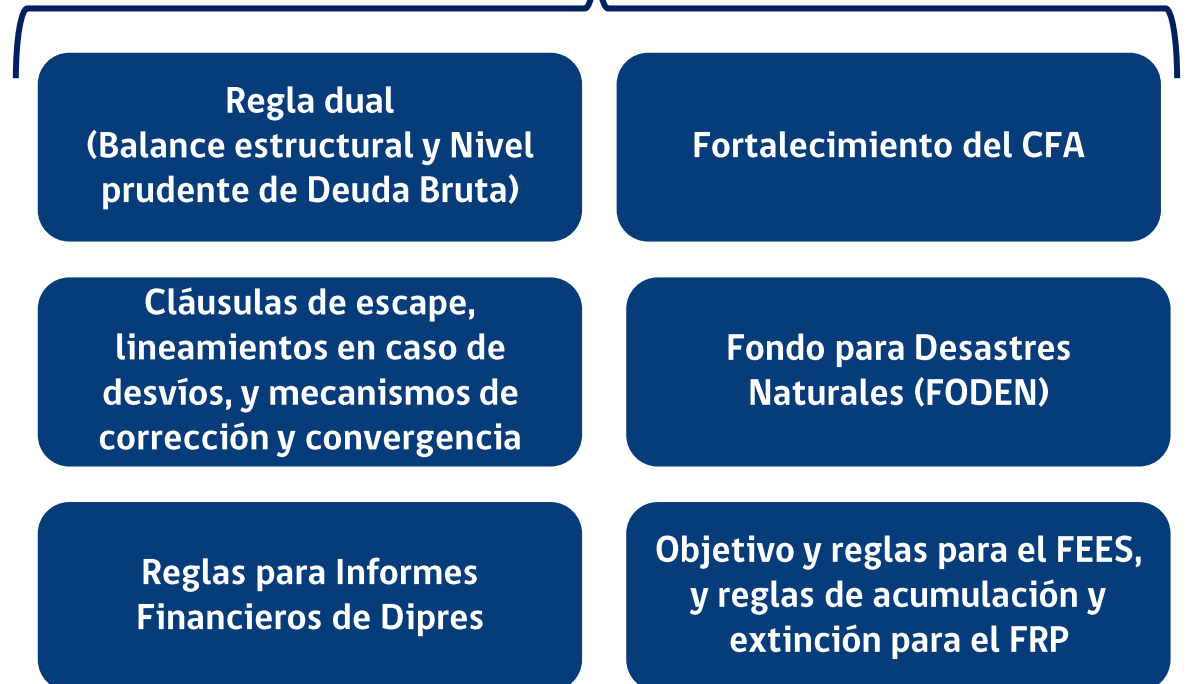 Regla dual
(Balance estructural y Nivel
prudente de Deuda Bruta)
Fortalecimiento del CFA
Cláusulas de escape,
lineamientos en caso de
desvíos, y mecanismos de
corrección y convergencia
Fondo para Desastres
Naturales (FODEN)
Reglas para Informes
Financieros de Dipres
Objetivo y reglas para el FEES,
y reglas de acumulación y
extinción para el FRP